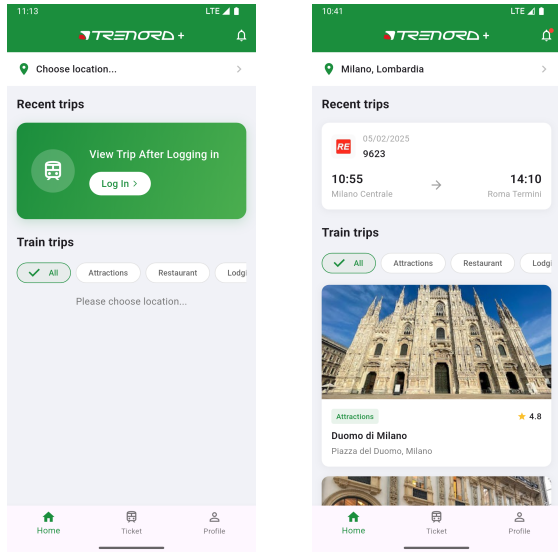 11:13
LTE
TRENORD +
Choose location...
Recent trips
View Trip After Logging in
Log In
Train trips
All
Attractions
Restaurant
Lodgi
Please choose location...
Home
Ticket
Profile
10:41
LTE
TRENORD +
Milano, Lombardia
Recent trips
RE
05/02/2025
9623
10:55
14:10
Milano Centrale
Roma Termini
Train trips
All
Attractions
Restaurant
Lodgi
Attractions
4.8
Duomo di Milano
Piazza del Duomo, Milano
Home
Ticket
Profile